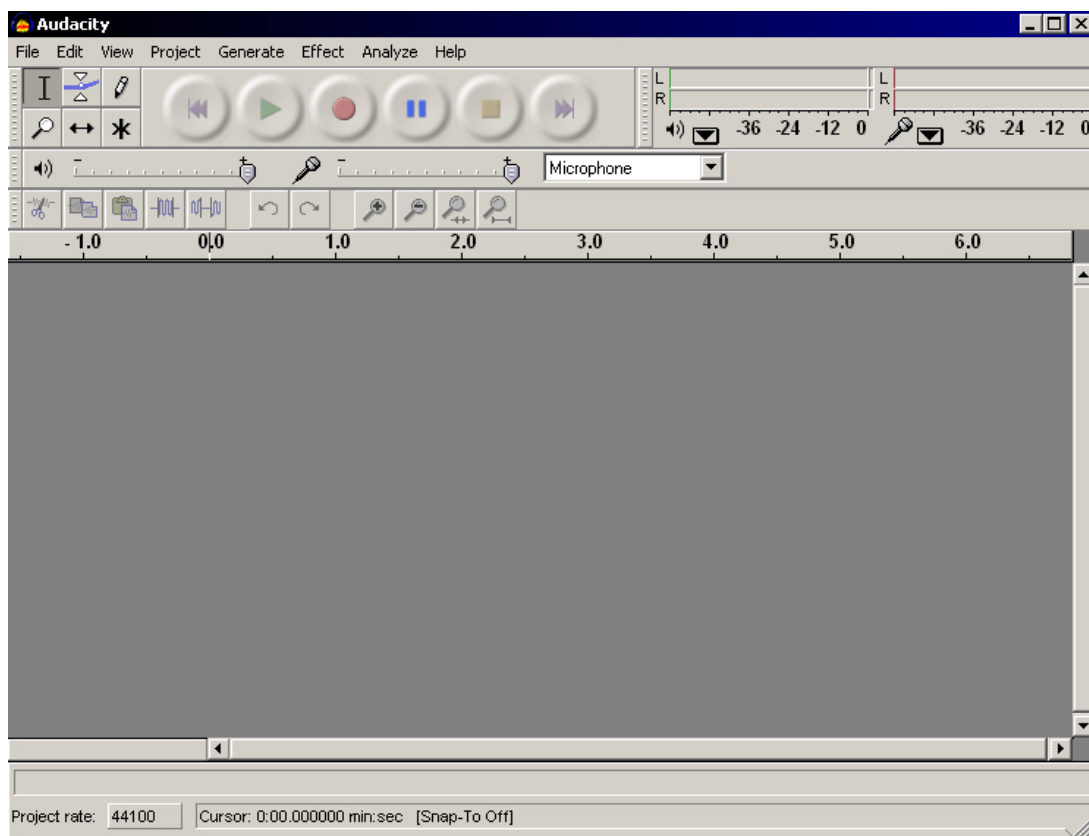 Audacity
File Edit View Project Generate Effect Analyze Help
L L
R R
-36 -24 -12 0 -36 -24 -12 0
Microphone
- 1.0 0.0 1.0 2.0 3.0 4.0 5.0 6.0
Project rate: 44100 Cursor: 0:00.000000 min:sec [Snap-To Off]